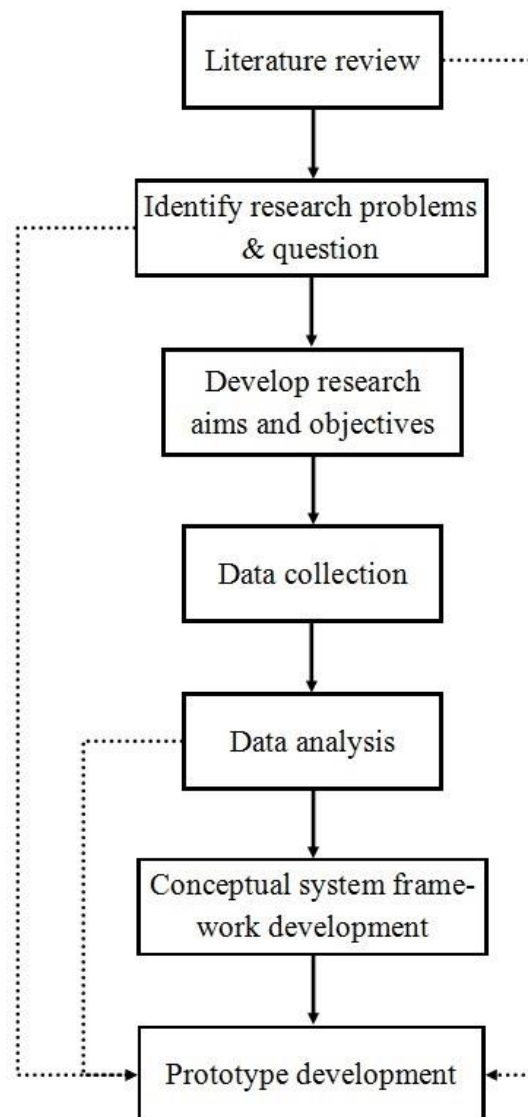 Literature review
Identify research problems
& question
Develop research
aims and objectives
Data collection
Data analysis
Conceptual system frame-
work development
Prototype development